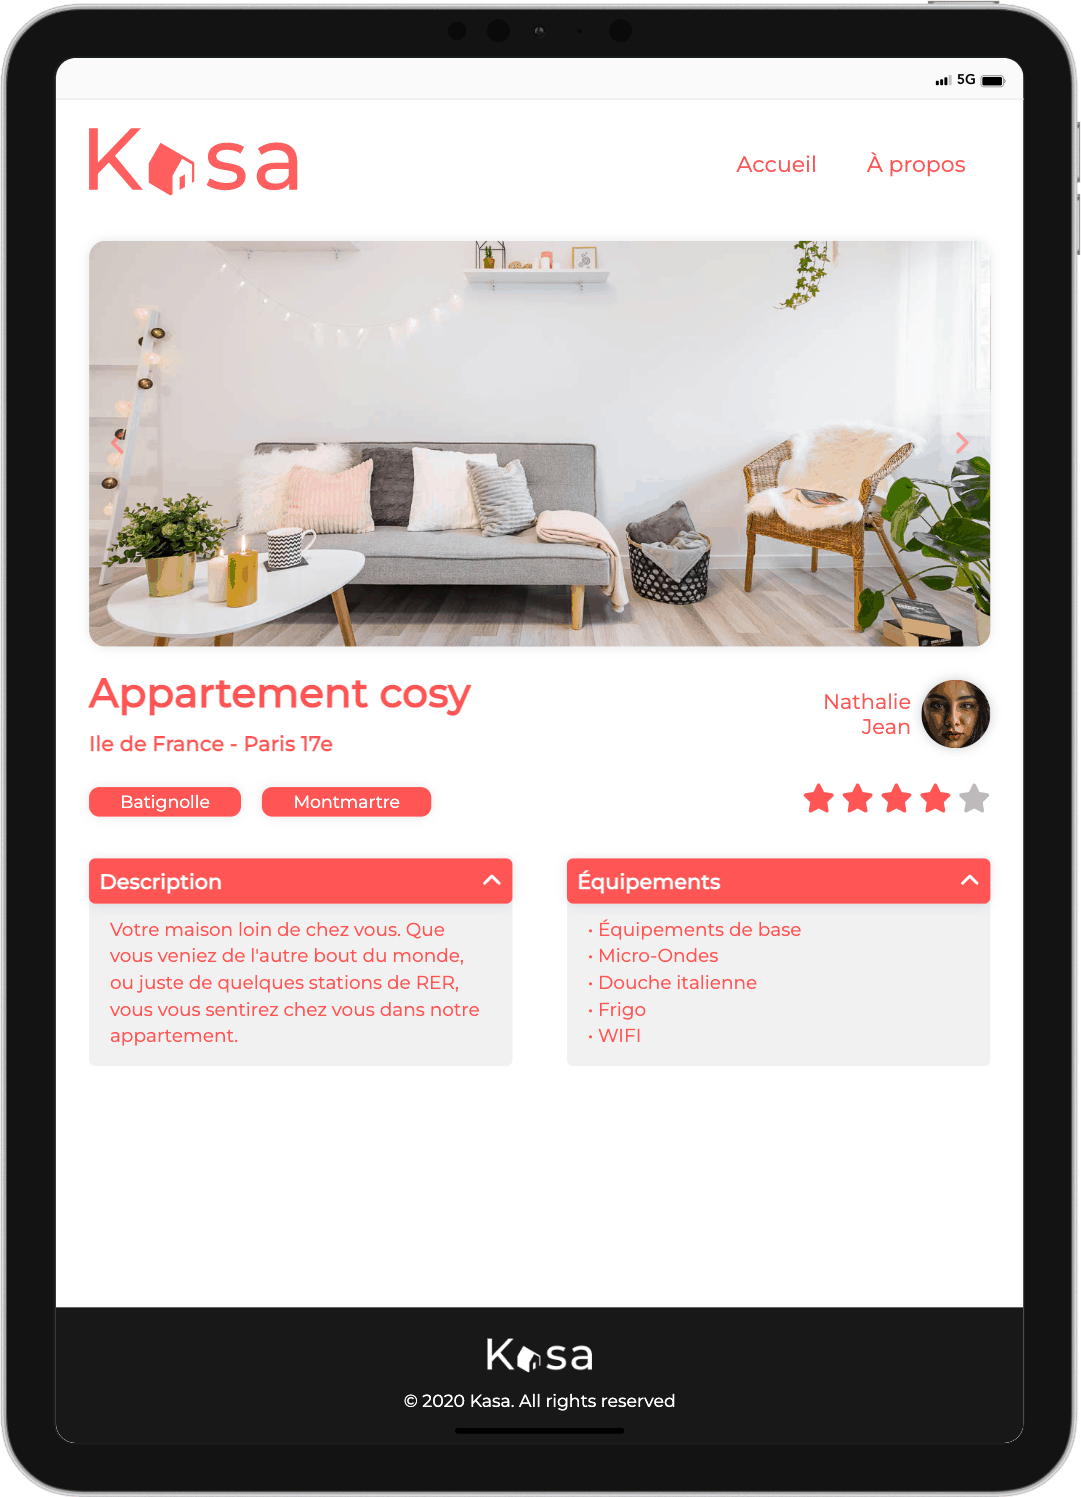 5G
Kasa
Accueil À propos
Appartement cosy
Ile de France - Paris 17e
Nathalie
Jean
Batignolle Montmartre
Description
Votre maison loin de chez vous. Que
vous veniez de l'autre bout du monde,
ou juste de quelques stations de RER,
vous vous sentirez chez vous dans notre
appartement.
Équipements
• Équipements de base
• Micro-Ondes
• Douche italienne
• Frigo
• WIFI
Kasa
© 2020 Kasa. All rights reserved